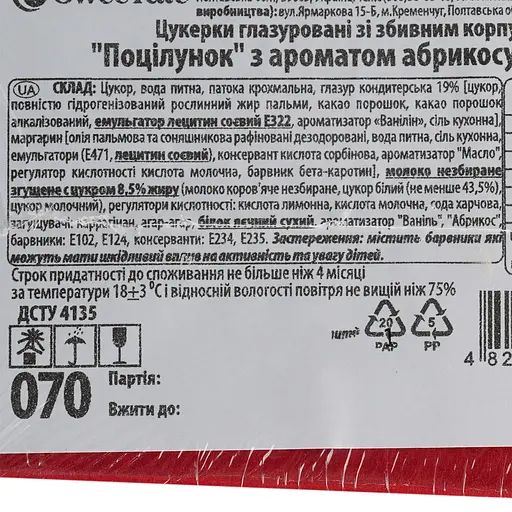 виробництва): вул.Ярмаркова 15-Б, м.Кременчуг, Полтавська о
Цукерки глазуровані зі збивним корпу
"Поцілунок" з ароматом абрикосу
UA СКЛАД: Цукор, вода питна, патока крохмальна, глазур кондитерська 19% [цукор,
повністю гідрогенізований рослинний жир пальми, какао порошок, какао порошок
алкалізований, емульгатор лецитин соєвий Е322, ароматизатор «Ванілін», сіль кухонна],
маргарин [олія пальмова та соняшникова рафіновані дезодоровані, вода питна, сіль кухонна,
емульгатори (Е471, лецитин соєвий), консервант кислота сорбінова, ароматизатор "Масло",
регулятор кислотності кислота молочна, барвник бета-каротин], молоко незбиране
згущене с цукром 8,5% жиру (молоко коров'яче незбиране, цукор білий (не менше 43,5%),
цукор молочний), регулятори кислотності: кислота лимонна, кислота молочна, вода харчова,
загущувачі: каррагінан, агар-агар, білок яєчний сухий, ароматизатор "Ваніль", "Абрикос",
барвники: Е102, Е124, консерванти: Е234, Е235. Застереження: містить барвники які
можуть мати шкідливий вплив на активність та увагу дітей.
Строк придатності до споживання не більше ніж 4 місяці
за температури 18±3 °С і відносній вологості повітря не вищій ніж 75%
ДСТУ 4135
20
PAP
5
PP
070
Партія:
Вжити до:
4 82